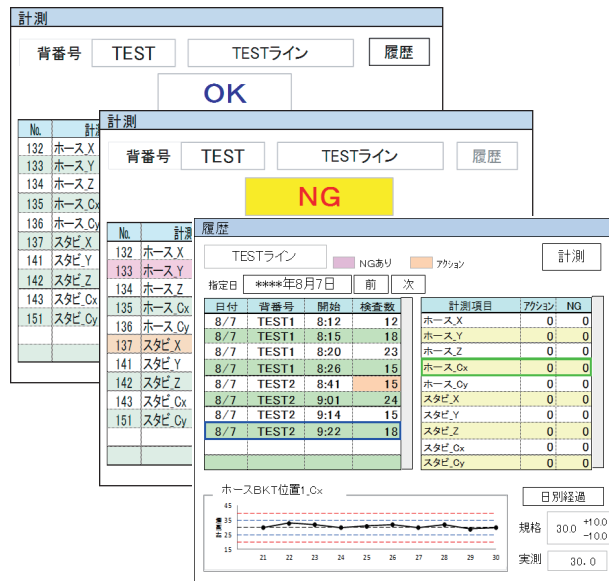 計測
背番号 TEST TESTライン 履歴
OK
No. 計
132 ホース_X
133 ホース_Y
134 ホース_Z
135 ホース_Cx
136 ホース_Cy
137 スタビ_X
141 スタビ_Y
142 スタビ_Z
143 スタビ_Cx
151 スタビ_Cy
計測
背番号 TEST TESTライン 履歴
NG
No. 計測
132 ホース_X
133 ホース_Y
134 ホース_Z
135 ホース_Cx
136 ホース_Cy
137 スタビ_X
141 スタビ_Y
142 スタビ_Z
143 スタビ_Cx
151 スタビ_Cy
履歴
TESTライン NGあり アクション 計測
指定日 ****年8月7日 前 次
日付 背番号 開始 検査数
8/7 TEST1 8:12 12
8/7 TEST1 8:15 18
8/7 TEST1 8:20 23
8/7 TEST1 8:26 15
8/7 TEST2 8:41 15
8/7 TEST2 9:01 24
8/7 TEST2 9:14 15
8/7 TEST2 9:22 18
計測項目 アクション NG
ホース_X 0 0
ホース_Y 0 0
ホース_Z 0 0
ホース_Cx 0 0
ホース_Cy 0 0
スタビ_X 0 0
スタビ_Y 0 0
スタビ_Z 0 0
スタビ_Cx 0 0
スタビ_Cy 0 0
ホースBKT位置1_Cx
45
35
25
15
21 22 23 24 25 26 27 28 29 30
日別経過
規格 30.0 +10.0 -10.0
実測 30.0